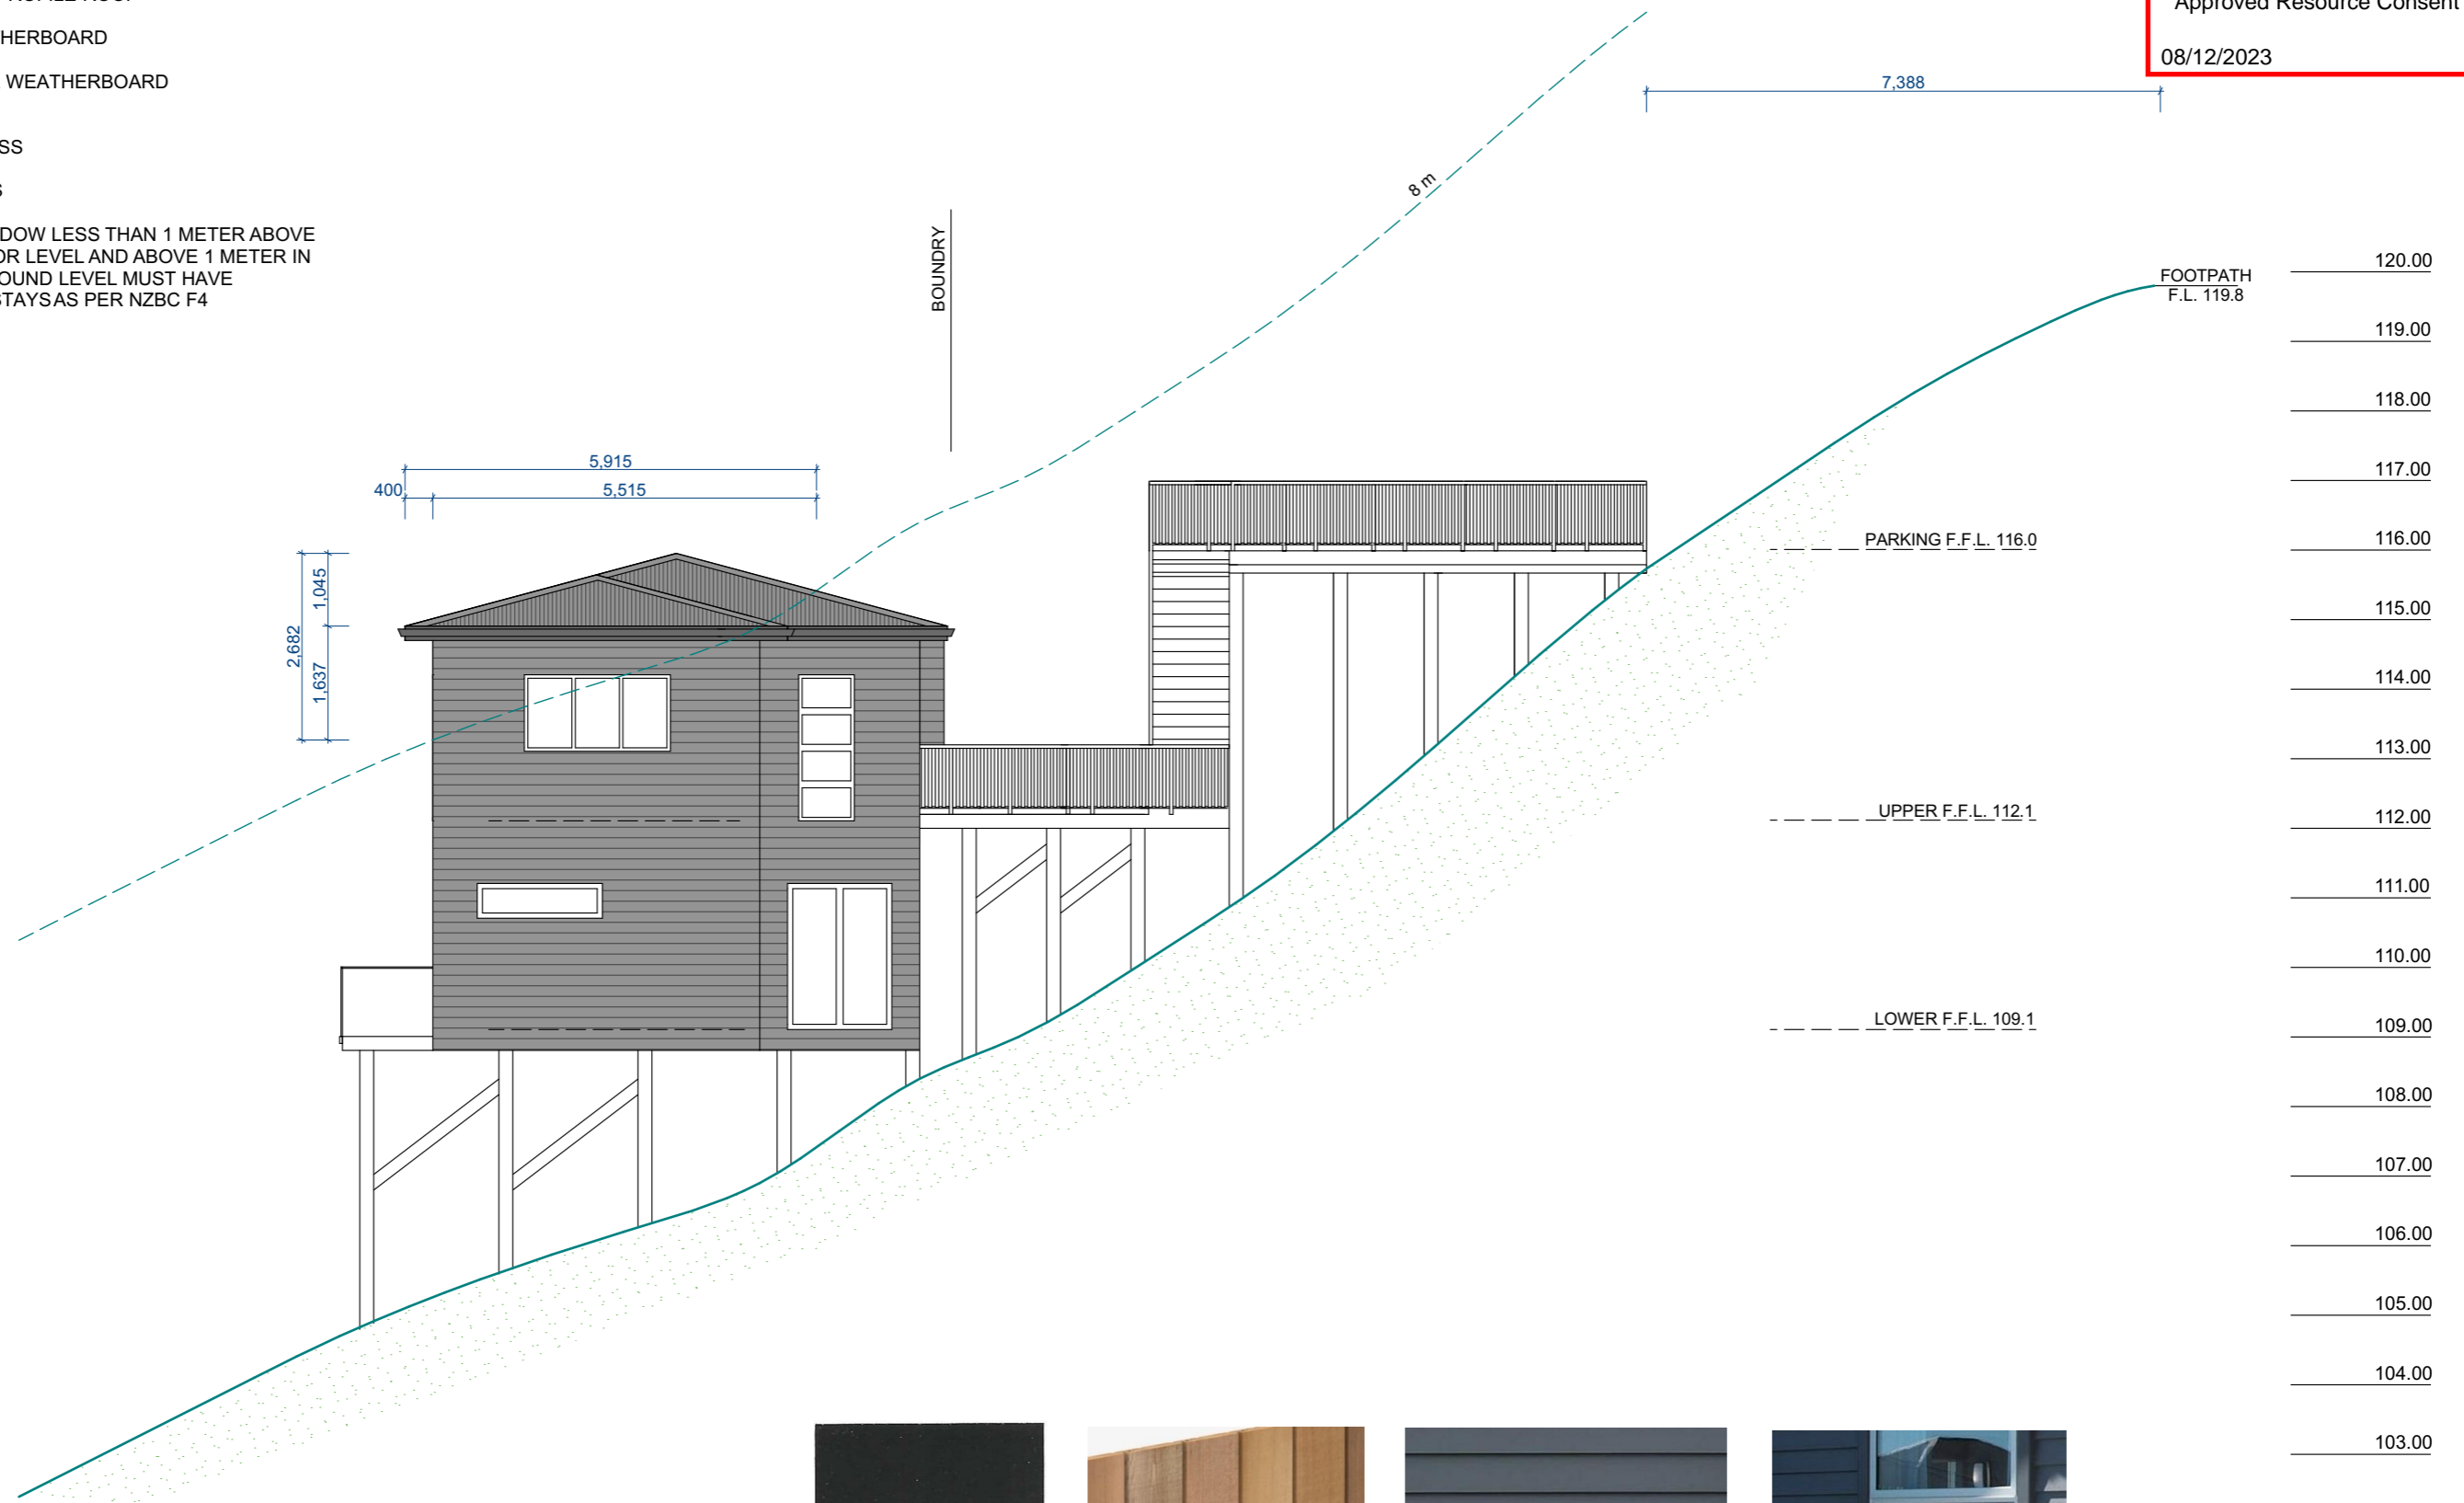 HERBOARD
WEATHERBOARD
SS
S
DOW LESS THAN 1 METER ABOVE
OR LEVEL AND ABOVE 1 METER IN
OUND LEVEL MUST HAVE
STAYS AS PER NZBC F4
Approved Resource Consent
08/12/2023
7,388
8 m
BOUNDRY
FOOTPATH
F.L. 119.8
5,915
400
5,515
2,682
1,045
1,637
PARKING F.F.L. 116.0
UPPER F.F.L. 112.1
LOWER F.F.L. 109.1
120.00
119.00
118.00
117.00
116.00
115.00
114.00
113.00
112.00
111.00
110.00
109.00
108.00
107.00
106.00
105.00
104.00
103.00